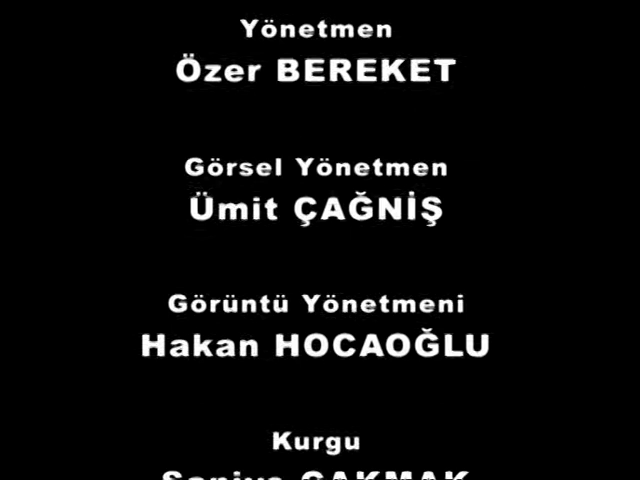 Yönetmen
Özer BEREKET
Görsel Yönetmen
Ümit ÇAĞNİŞ
Görüntü Yönetmeni
Hakan HOCAOĞLU
Kurgu